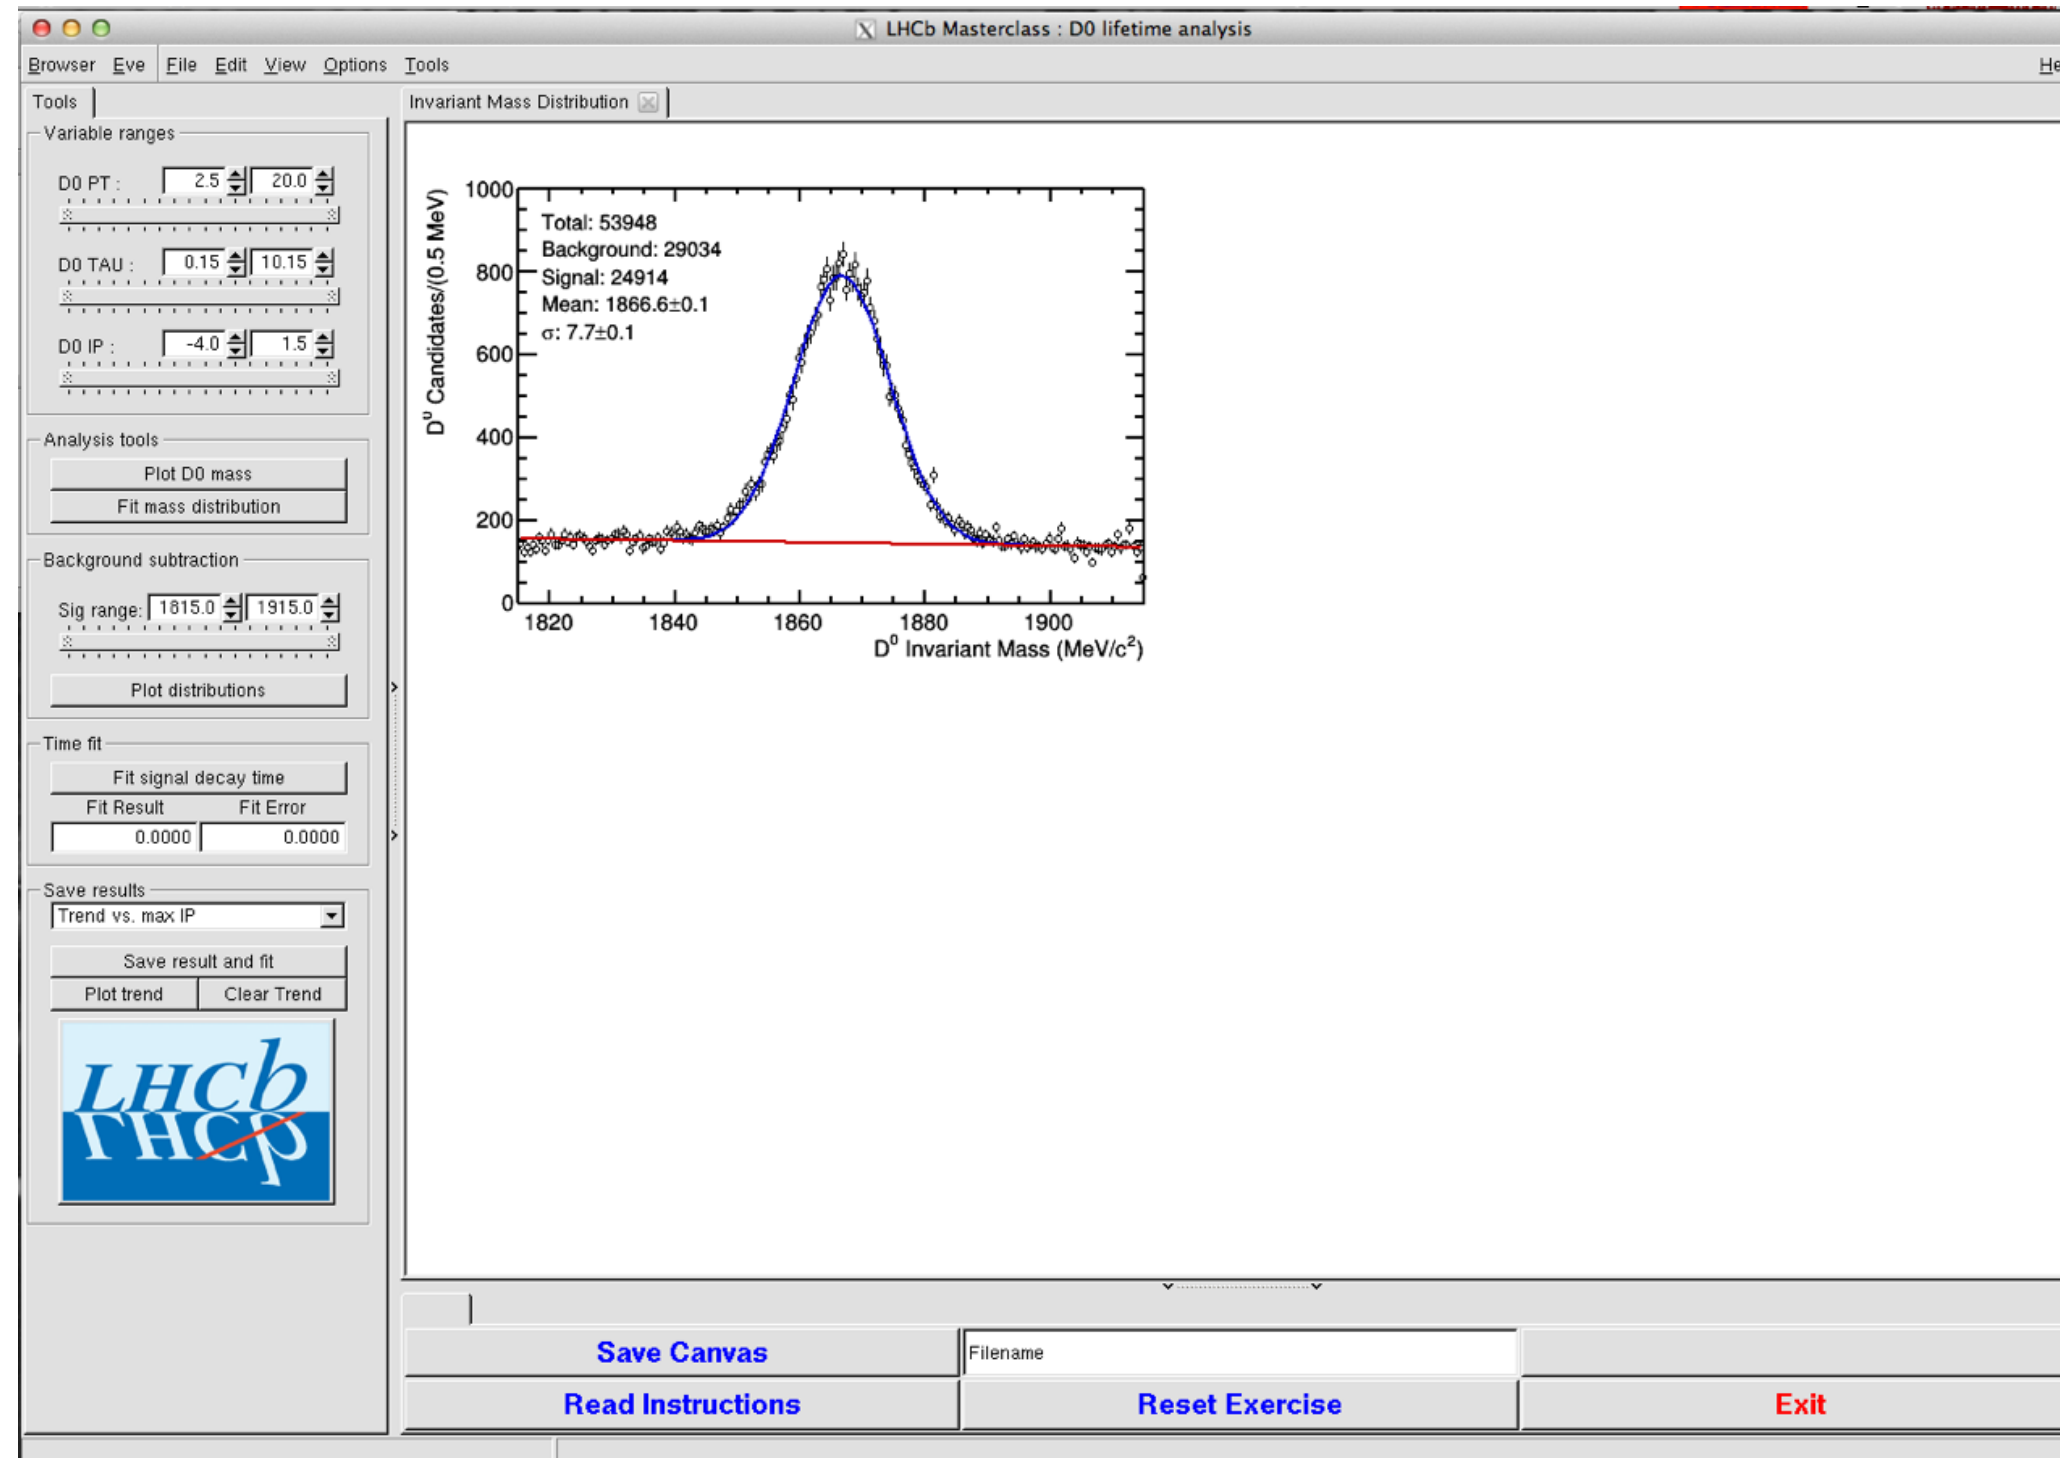 LHCb Masterclass : D0 lifetime analysis
Browser Eve File Edit View Options Tools
Tools
Invariant Mass Distribution
Variable ranges
D0 PT : 2.5 20.0
D0 TAU : 0.15 10.15
D0 IP : -4.0 1.5
Analysis tools
Plot D0 mass
Fit mass distribution
Background subtraction
Sig range: 1815.0 1915.0
Plot distributions
Time fit
Fit signal decay time
Fit Result Fit Error
0.0000 0.0000
Save results
Trend vs. max IP
Save result and fit
Plot trend Clear Trend
LHCb
D⁰ Candidates/(0.5 MeV)
1000
800
600
400
200
0
Total: 53948
Background: 29034
Signal: 24914
Mean: 1866.6±0.1
σ: 7.7±0.1
1820 1840 1860 1880 1900
D⁰ Invariant Mass (MeV/c²)
Save Canvas Filename
Read Instructions Reset Exercise Exit